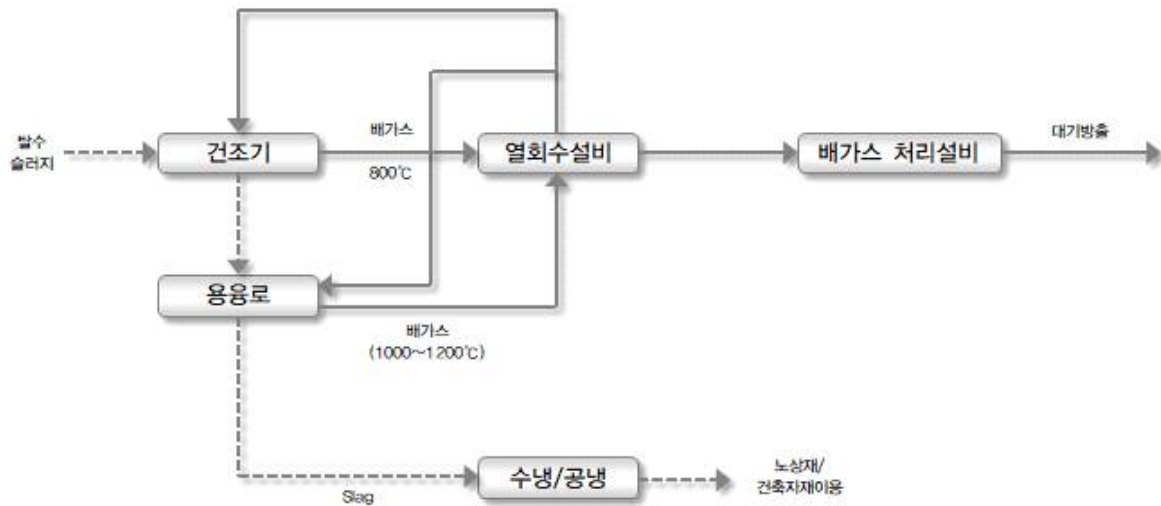 탈수
슬러지
건조기
배가스
800℃
열회수설비
배가스 처리설비
대기방출
용융로
배가스
(1000~1200℃)
Slag
수냉/공냉
노상재/
건축자재이용